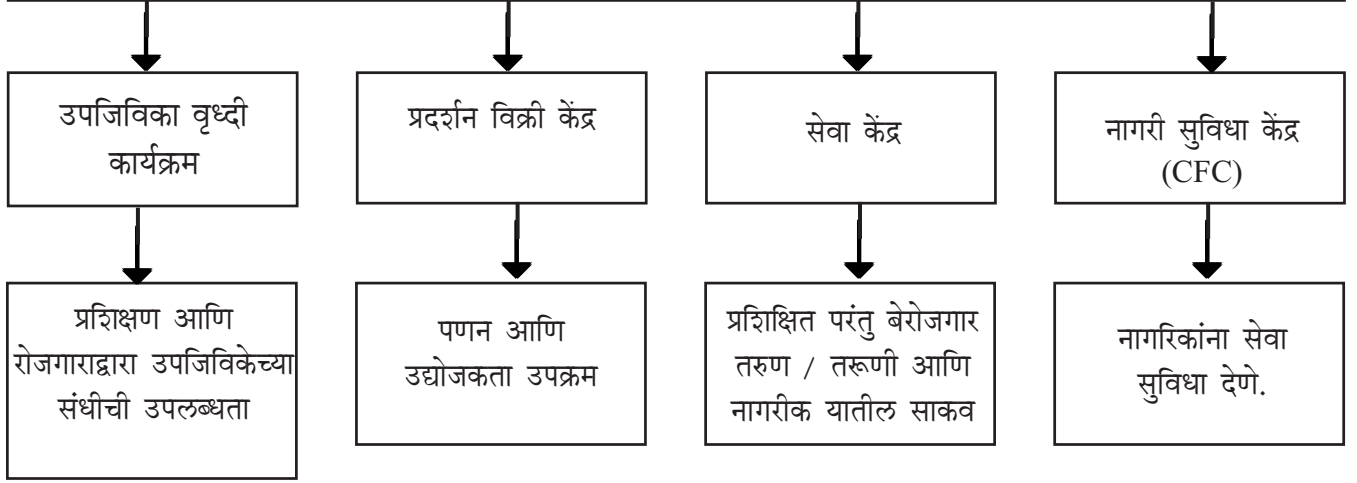 उपजिविका वृध्दी
कार्यक्रम
प्रदर्शन विक्री केंद्र
सेवा केंद्र
नागरी सुविधा केंद्र
(CFC)
प्रशिक्षण आणि
रोजगाराद्वारा उपजिविकेच्या
संधीची उपलब्धता
पणन आणि
उद्योजकता उपक्रम
प्रशिक्षित परंतु बेरोजगार
तरुण / तरूणी आणि
नागरीक यातील साकव
नागरिकांना सेवा
सुविधा देणे.